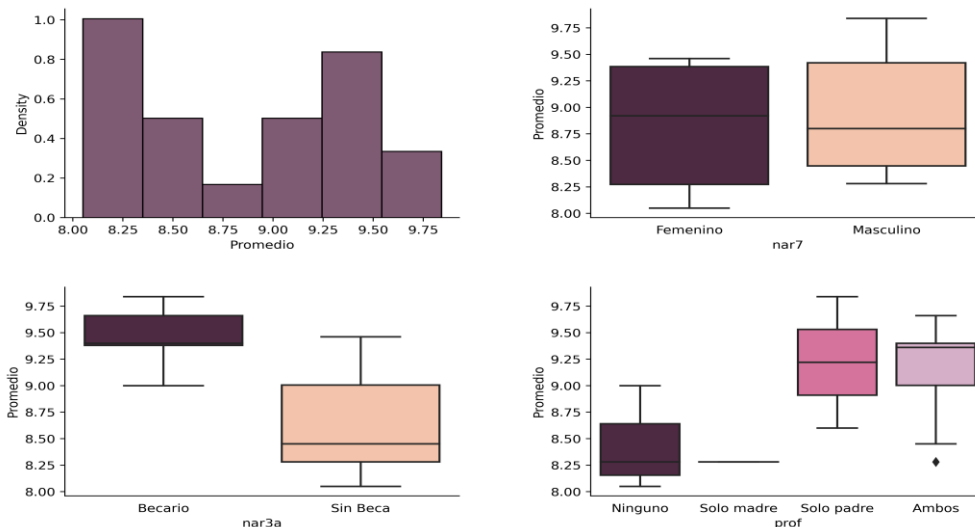 1.0
0.8
0.6
0.4
0.2
0.0
Density
8.00 8.25 8.50 8.75 9.00 9.25 9.50 9.75
Promedio
9.75
9.50
9.25
9.00
8.75
8.50
8.25
8.00
Promedio
Femenino Masculino
nar7
9.75
9.50
9.25
9.00
8.75
8.50
8.25
8.00
Promedio
Becario Sin Beca
nar3a
9.75
9.50
9.25
9.00
8.75
8.50
8.25
8.00
Promedio
Ninguno Solo madre Solo padre Ambos
prof